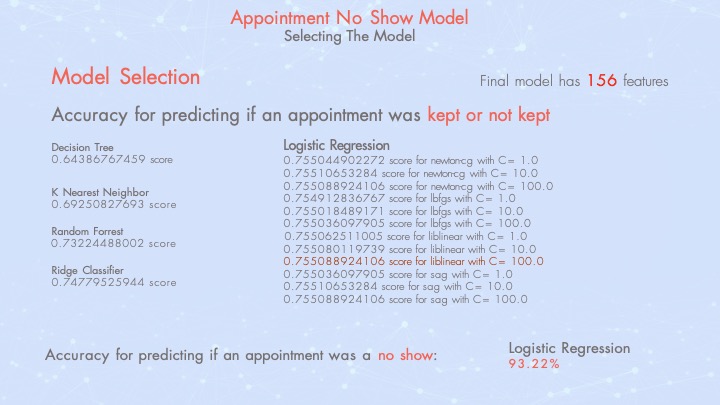 Appointment No Show Model
Selecting The Model
Model Selection
Final model has 156 features
Accuracy for predicting if an appointment was kept or not kept
Decision Tree
0.64386767459 score
K Nearest Neighbor
0.69250827693 score
Random Forrest
0.73224488002 score
Ridge Classifier
0.74779525944 score
Logistic Regression
0.755044902272 score for newton-cg with C= 1.0
0.75510653284 score for newton-cg with C= 10.0
0.755088924106 score for newton-cg with C= 100.0
0.754912836767 score for lbfgs with C= 1.0
0.755018489171 score for lbfgs with C= 10.0
0.755036097905 score for lbfgs with C= 100.0
0.755062511005 score for liblinear with C= 1.0
0.755080119739 score for liblinear with C= 10.0
0.755088924106 score for liblinear with C= 100.0
0.755036097905 score for sag with C= 1.0
0.75510653284 score for sag with C= 10.0
0.755088924106 score for sag with C= 100.0
Accuracy for predicting if an appointment was a no show:
Logistic Regression
93.22%